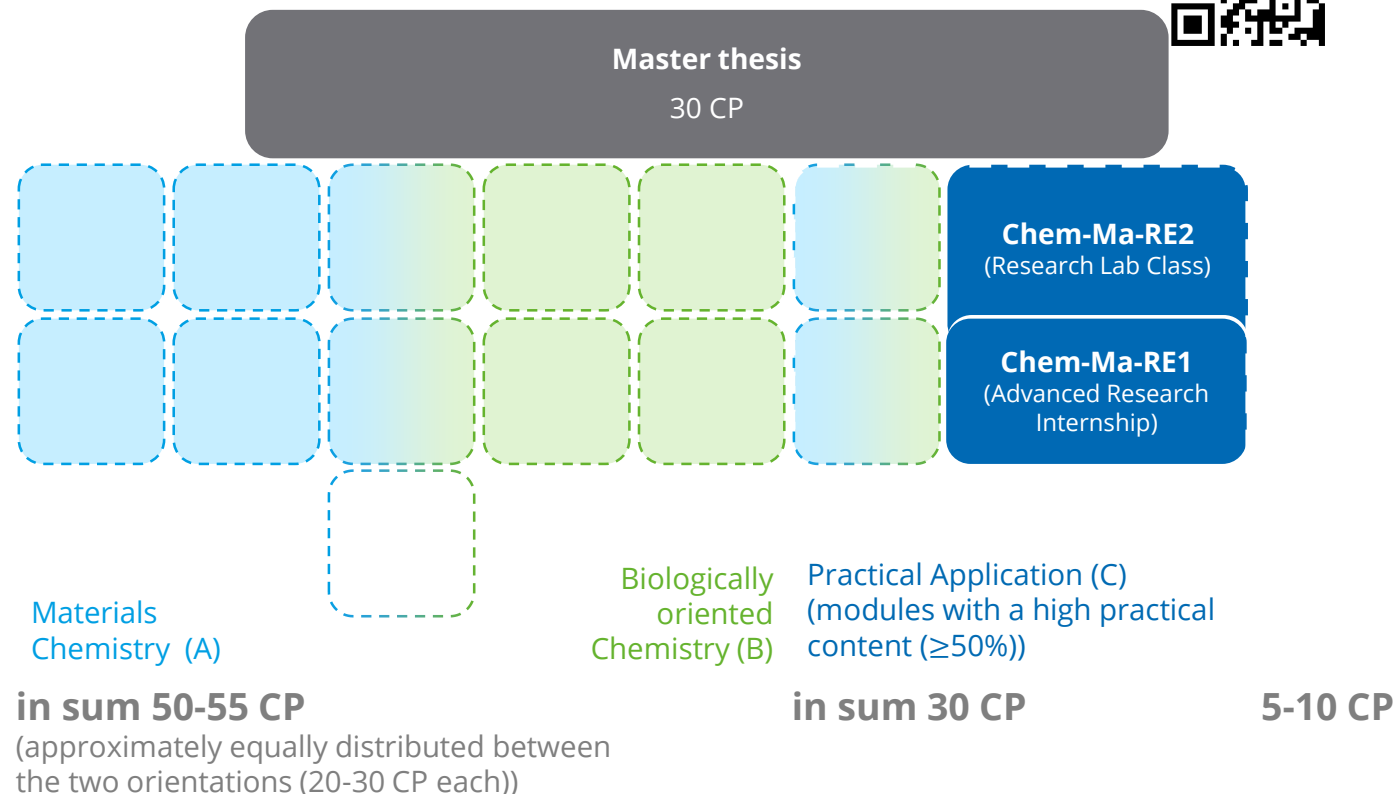 Master thesis
30 CP
Chem-Ma-RE2
(Research Lab Class)
Chem-Ma-RE1
(Advanced Research
Internship)
Materials
Chemistry (A)
Biologically
oriented
Chemistry (B)
Practical Application (C)
(modules with a high practical
content (≥50%))
in sum 50-55 CP
(approximately equally distributed between
the two orientations (20-30 CP each))
in sum 30 CP
5-10 CP